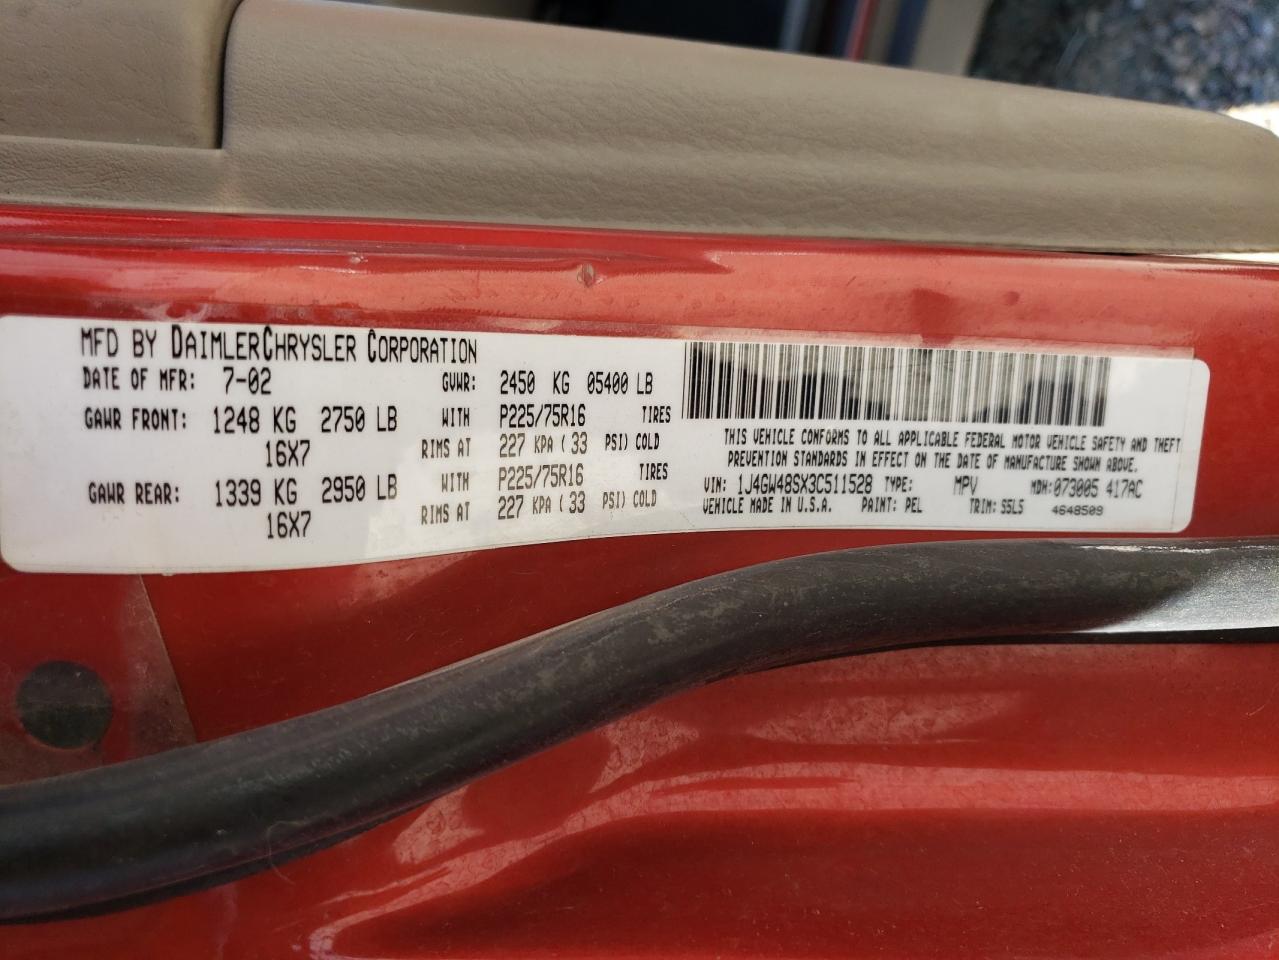 MFD BY DAIMLERCHRYSLER CORPORATION
DATE OF MFR: 7-02 GVWR: 2450 KG 05400 LB
GAWR FRONT: 1248 KG 2750 LB WITH P225/75R16 TIRES
16X7 RIMS AT 227 KPA ( 33 PSI) COLD
GAWR REAR: 1339 KG 2950 LB WITH P225/75R16 TIRES
16X7 RIMS AT 227 KPA ( 33 PSI) COLD
THIS VEHICLE CONFORMS TO ALL APPLICABLE FEDERAL MOTOR VEHICLE SAFETY AND THEFT
PREVENTION STANDARDS IN EFFECT ON THE DATE OF MANUFACTURE SHOWN ABOVE.
VIN: 1J4GW48SX3C511528 TYPE: MPV MDH: 073005 417AC
VEHICLE MADE IN U.S.A. PAINT: PEL TRIM: S5L5 4648509